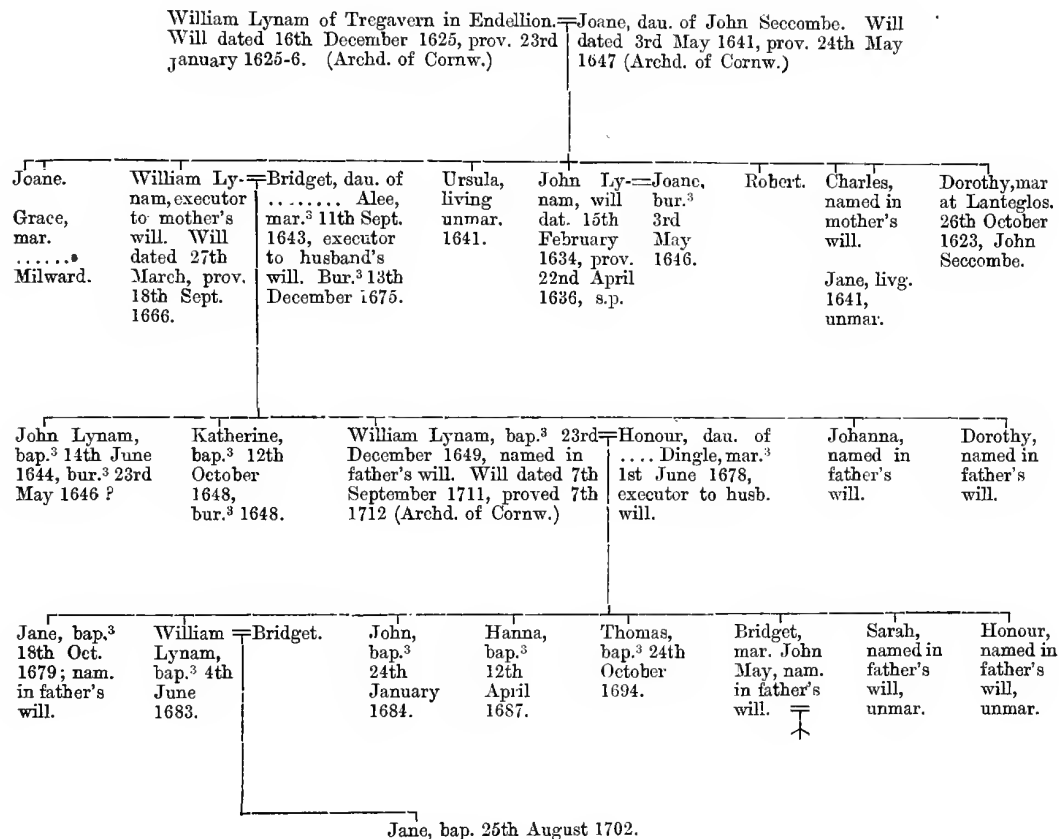 William Lynam of Tregavern in Endellion.
Will dated 16th December 1625, prov. 23rd
January 1625-6. (Archd. of Cornw.)
Joane, dau. of John Seccombe. Will
dated 3rd May 1641, prov. 24th May
1647 (Archd. of Cornw.)
Joane.
Grace,
mar.
......
Milward.
William Ly-
nam, executor
to mother's
will. Will
dated 27th
March, prov.
18th Sept.
1666.
Bridget, dau. of
........ Alee,
mar.³ 11th Sept.
1643, executor
to husband's
will. Bur.³ 13th
December 1675.
Ursula,
living
unmar.
1641.
John Ly-
nam, will
dat. 15th
February
1634, prov.
22nd April
1636, s.p.
Joane,
bur.³
3rd
May
1646.
Robert.
Charles,
named in
mother's
will.
Jane, livg.
1641,
unmar.
Dorothy, mar
at Lanteglos.
26th October
1623, John
Seccombe.
John Lynam,
bap.³ 14th June
1644, bur.³ 23rd
May 1646 ?
Katherine,
bap.³ 12th
October
1648,
bur.³ 1648.
William Lynam, bap.³ 23rd
December 1649, named in
father's will. Will dated 7th
September 1711, proved 7th
1712 (Archd. of Cornw.)
Honour, dau. of
.... Dingle, mar.³
1st June 1678,
executor to husb.
will.
Johanna,
named in
father's
will.
Dorothy,
named in
father's
will.
Jane, bap.³
18th Oct.
1679; nam.
in father's
will.
William
Lynam,
bap.³ 4th
June
1683.
Bridget.
John,
bap.³
24th
January
1684.
Hanna,
bap.³
12th
April
1687.
Thomas,
bap.³ 24th
October
1694.
Bridget,
mar. John
May, nam.
in father's
will.
Sarah,
named in
father's
will,
unmar.
Honour,
named in
father's
will,
unmar.
Jane, bap. 25th August 1702.